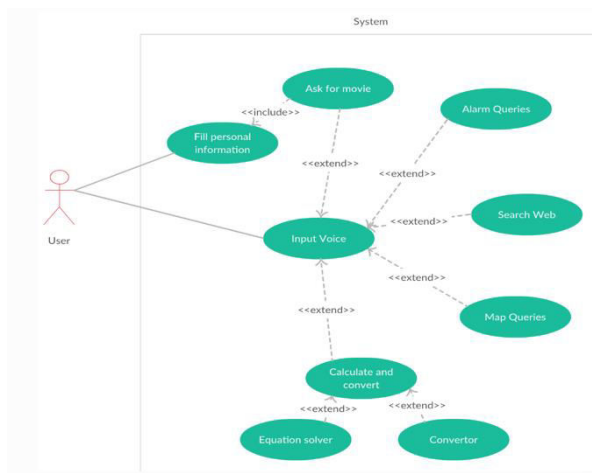 System
Ask for movie
<<include>>
Alarm Queries
Fill personal
information
<<extend>>
<<extend>>
User
Search Web
<<extend>>
Input Voice
<<extend>>
<<extend>>
Map Queries
Calculate and
convert
<<extend>>
<<extend>>
Equation solver
Convertor